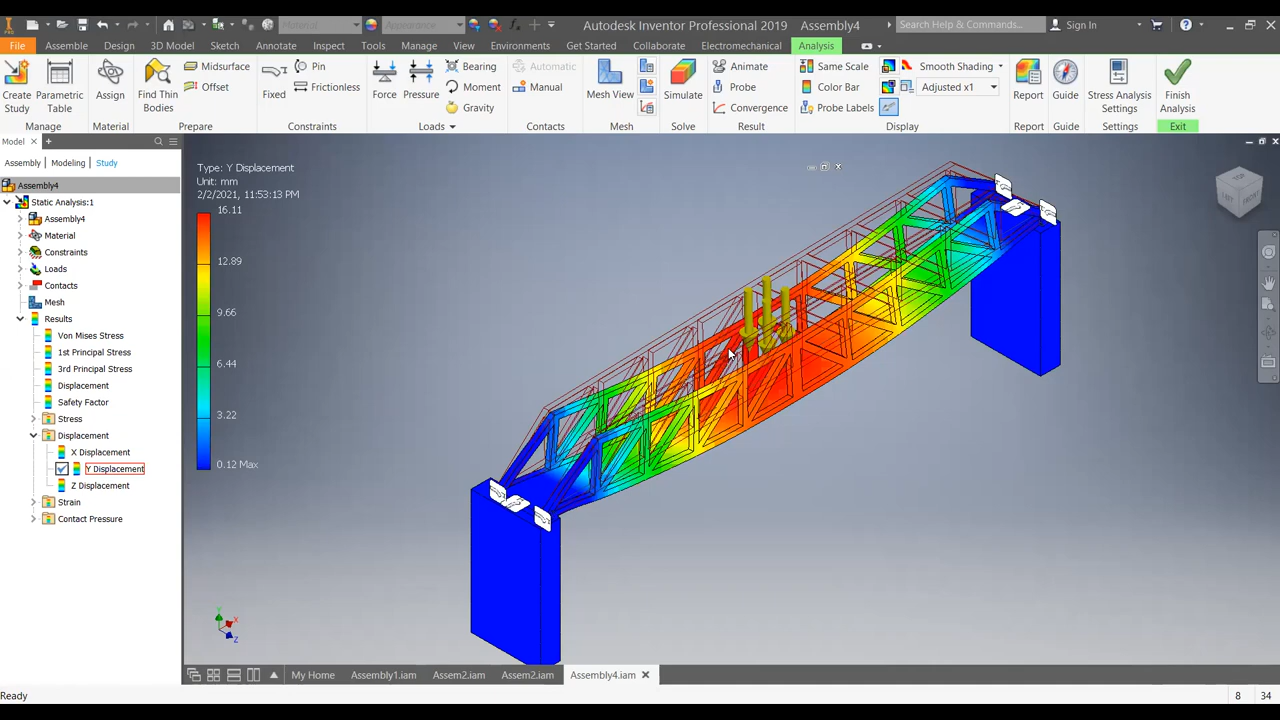 Material
Appearance
Autodesk Inventor Professional 2019 Assembly4
Search Help & Commands...
Sign In
PRO
File
Assemble
Design
3D Model
Sketch
Annotate
Inspect
Tools
Manage
View
Environments
Get Started
Collaborate
Electromechanical
Analysis
Create Study
Parametric Table
Manage
Assign
Material
Find Thin Bodies
Midsurface
Offset
Prepare
Fixed
Pin
Frictionless
Constraints
Force
Pressure
Bearing
Moment
Gravity
Loads
Automatic
Manual
Contacts
Mesh View
Mesh
Simulate
Solve
Animate
Probe
Convergence
Result
Same Scale
Color Bar
Probe Labels
Smooth Shading
Adjusted x1
Display
Report
Report
Guide
Guide
Stress Analysis Settings
Settings
Finish Analysis
Exit
Model
Assembly
Modeling
Study
Assembly4
Static Analysis:1
Assembly4
Material
Constraints
Loads
Contacts
Mesh
Results
Von Mises Stress
1st Principal Stress
3rd Principal Stress
Displacement
Safety Factor
Stress
Displacement
X Displacement
Y Displacement
Z Displacement
Strain
Contact Pressure
Type: Y Displacement
Unit: mm
2/2/2021, 11:53:13 PM
16.11
12.89
9.66
6.44
3.22
0.12 Max
TOP
FRONT
Y
X
Z
My Home
Assembly1.iam
Assem2.iam
Assem2.iam
Assembly4.iam
Ready
8
34